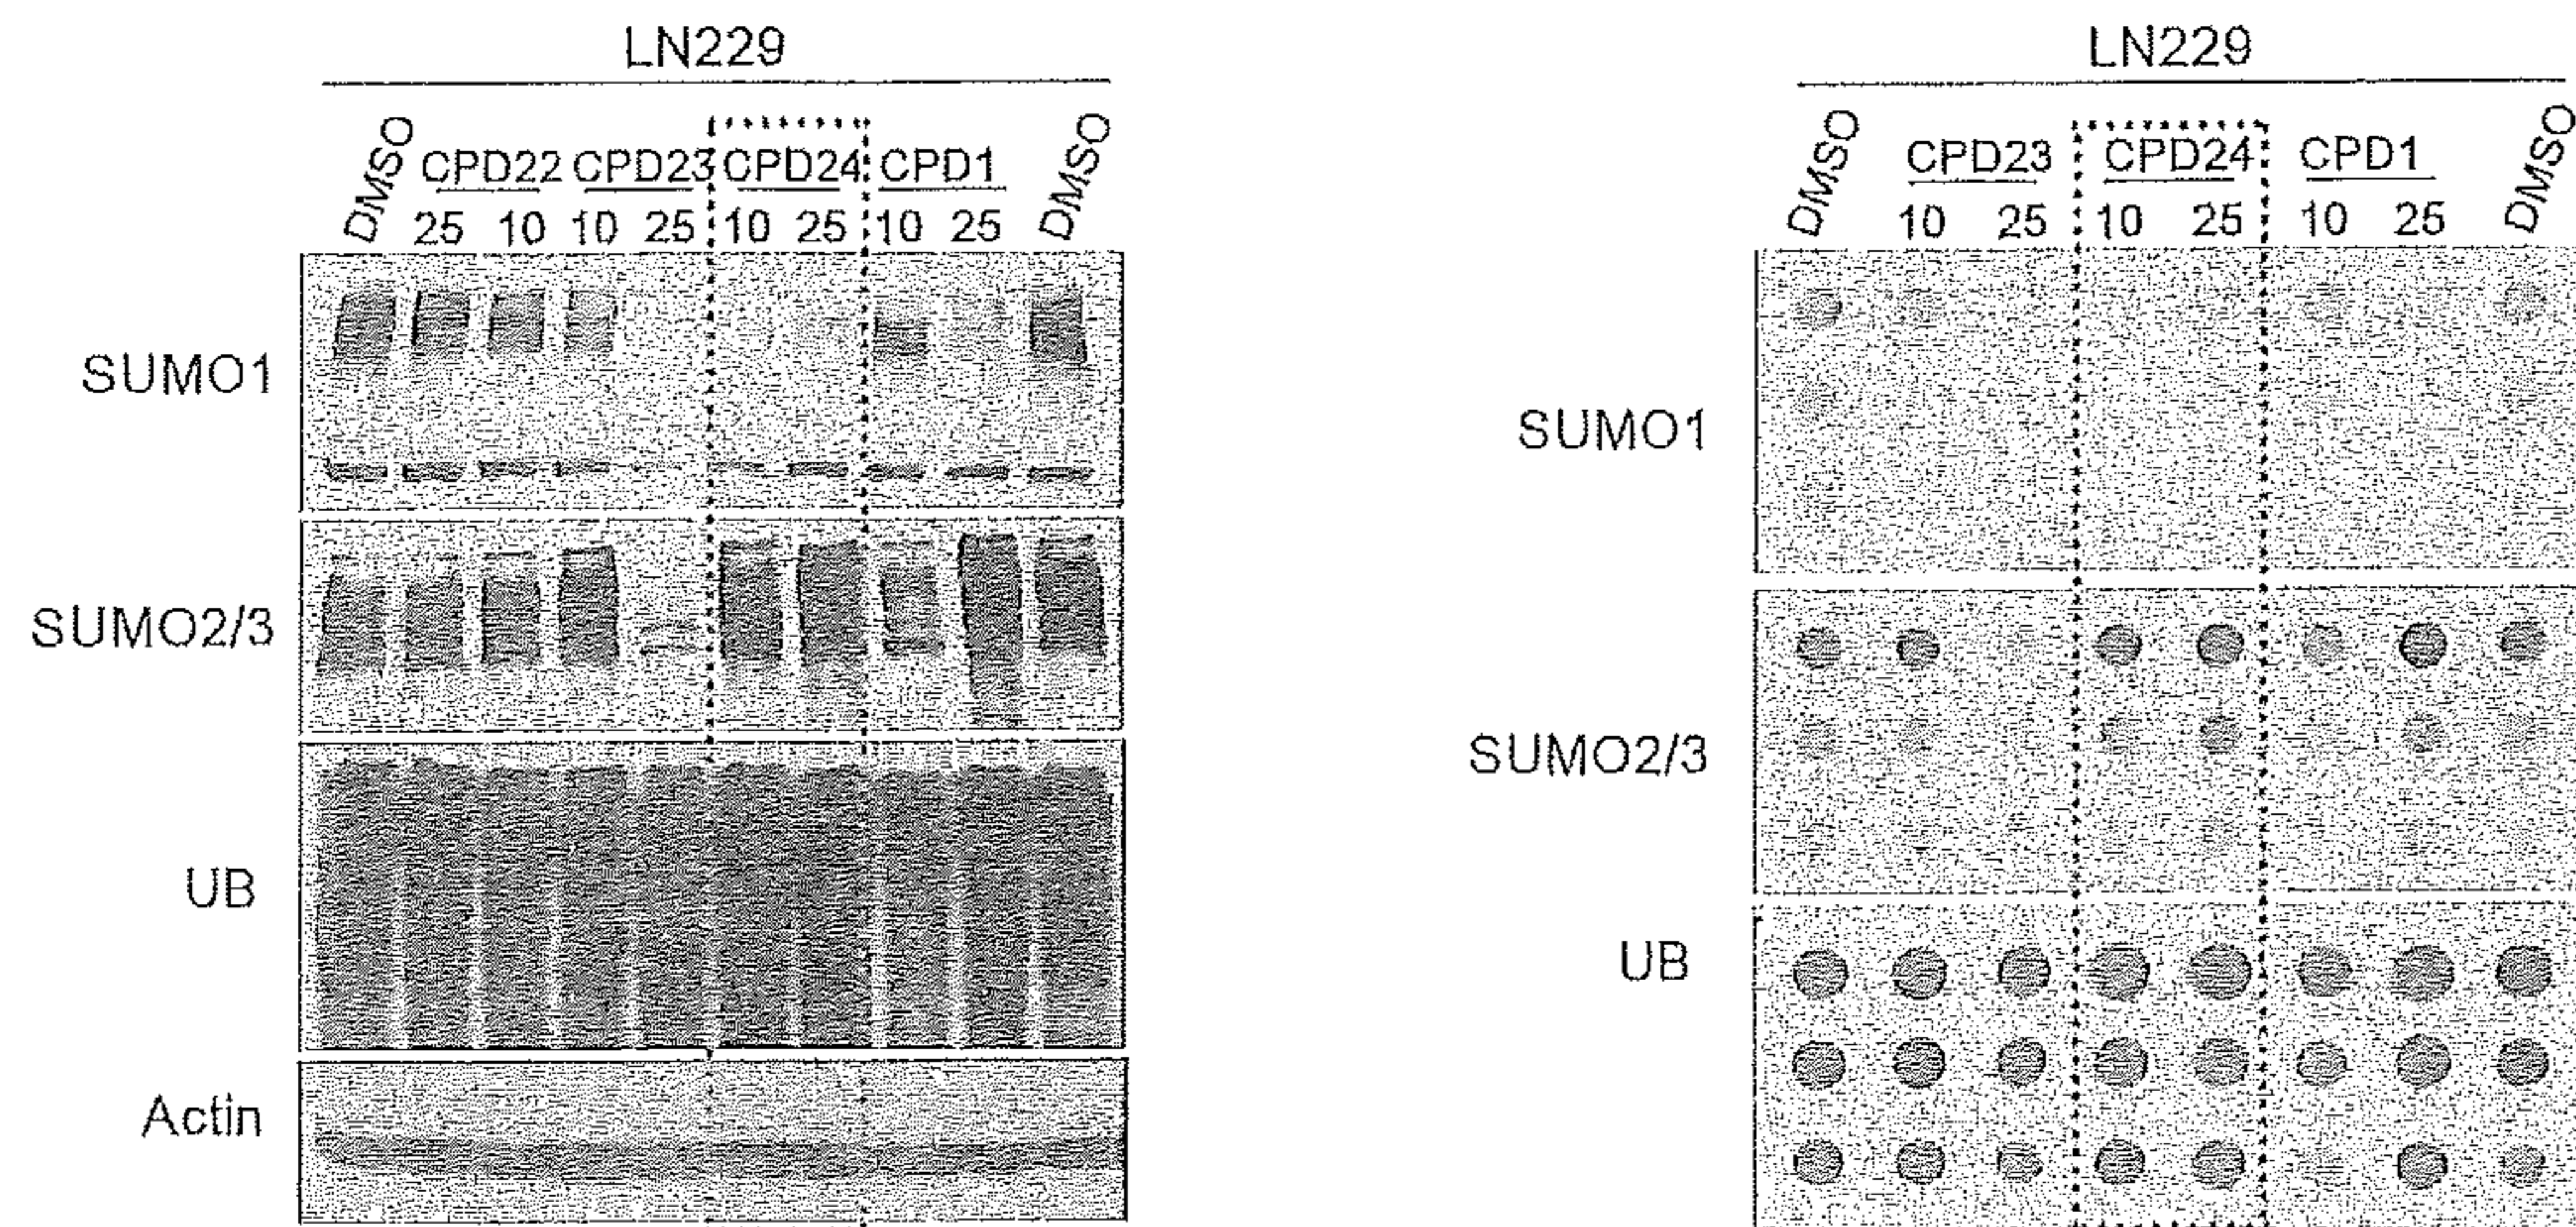 LN229
DMSO CPD22 CPD23 CPD24 CPD1 DMSO
25 10 10 25 10 25 10 25
SUMO1
SUMO2/3
UB
Actin
LN229
DMSO CPD23 CPD24 CPD1 DMSO
10 25 10 25 10 25
SUMO1
SUMO2/3
UB